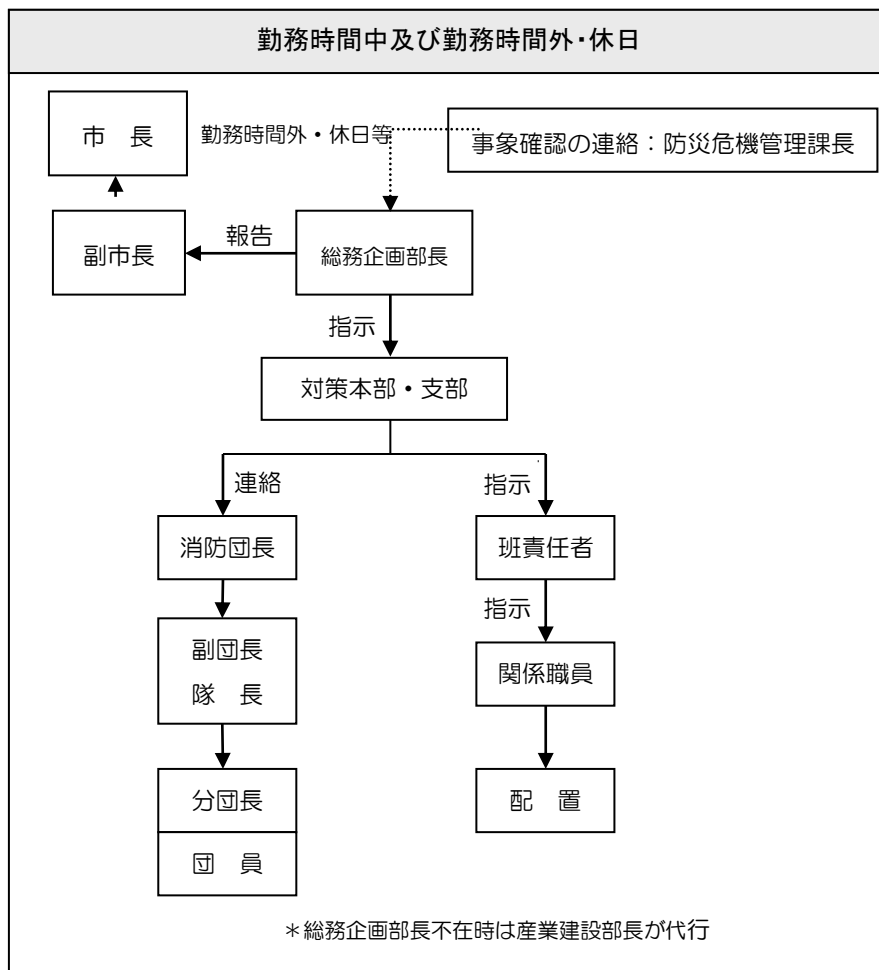 勤務時間中及び勤務時間外・休日
市　長
勤務時間外・休日等
事象確認の連絡：防災危機管理課長
副市長
報告
総務企画部長
指示
対策本部・支部
連絡
指示
消防団長
班責任者
指示
副団長
隊　長
関係職員
分団長
団　員
配　置
＊総務企画部長不在時は産業建設部長が代行